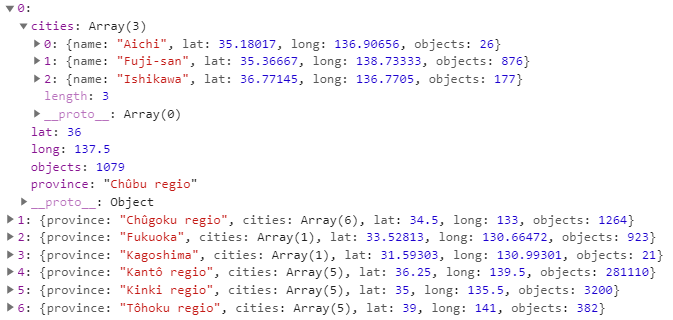 0:
cities: Array(3)
0: {name: "Aichi", lat: 35.18017, long: 136.90656, objects: 26}
1: {name: "Fuji-san", lat: 35.36667, long: 138.73333, objects: 876}
2: {name: "Ishikawa", lat: 36.77145, long: 136.7705, objects: 177}
length: 3
__proto__: Array(0)
lat: 36
long: 137.5
objects: 1079
province: "Chûbu regio"
__proto__: Object
1: {province: "Chûgoku regio", cities: Array(6), lat: 34.5, long: 133, objects: 1264}
2: {province: "Fukuoka", cities: Array(1), lat: 33.52813, long: 130.66472, objects: 923}
3: {province: "Kagoshima", cities: Array(1), lat: 31.59303, long: 130.99301, objects: 21}
4: {province: "Kantô regio", cities: Array(5), lat: 36.25, long: 139.5, objects: 281110}
5: {province: "Kinki regio", cities: Array(5), lat: 35, long: 135.5, objects: 3200}
6: {province: "Tôhoku regio", cities: Array(5), lat: 39, long: 141, objects: 382}